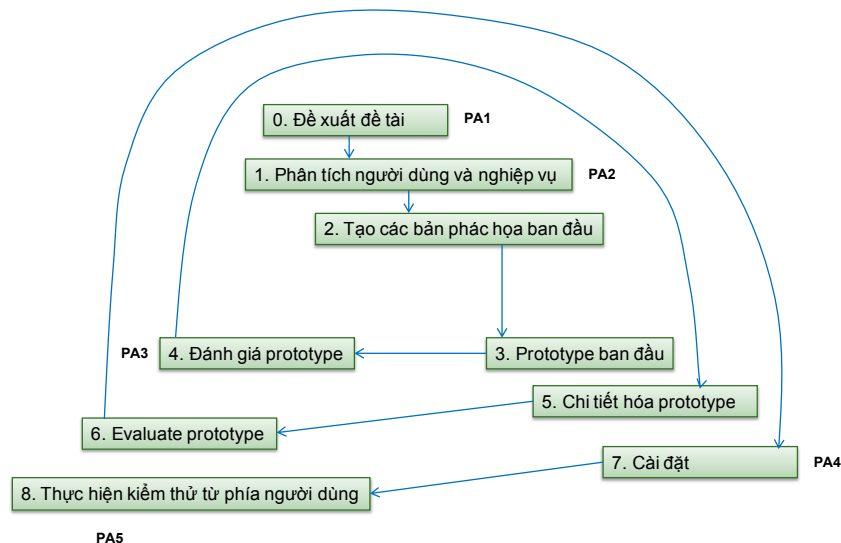 0. Đề xuất đề tài
PA1
1. Phân tích người dùng và nghiệp vụ
PA2
2. Tạo các bản phác họa ban đầu
PA3
4. Đánh giá prototype
3. Prototype ban đầu
5. Chi tiết hóa prototype
6. Evaluate prototype
7. Cài đặt
PA4
8. Thực hiện kiểm thử từ phía người dùng
PA5